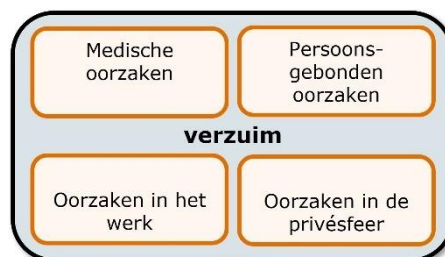 Medische
oorzaken
Persoons-
gebonden
oorzaken
verzuim
Oorzaken in het
werk
Oorzaken in de
privésfeer